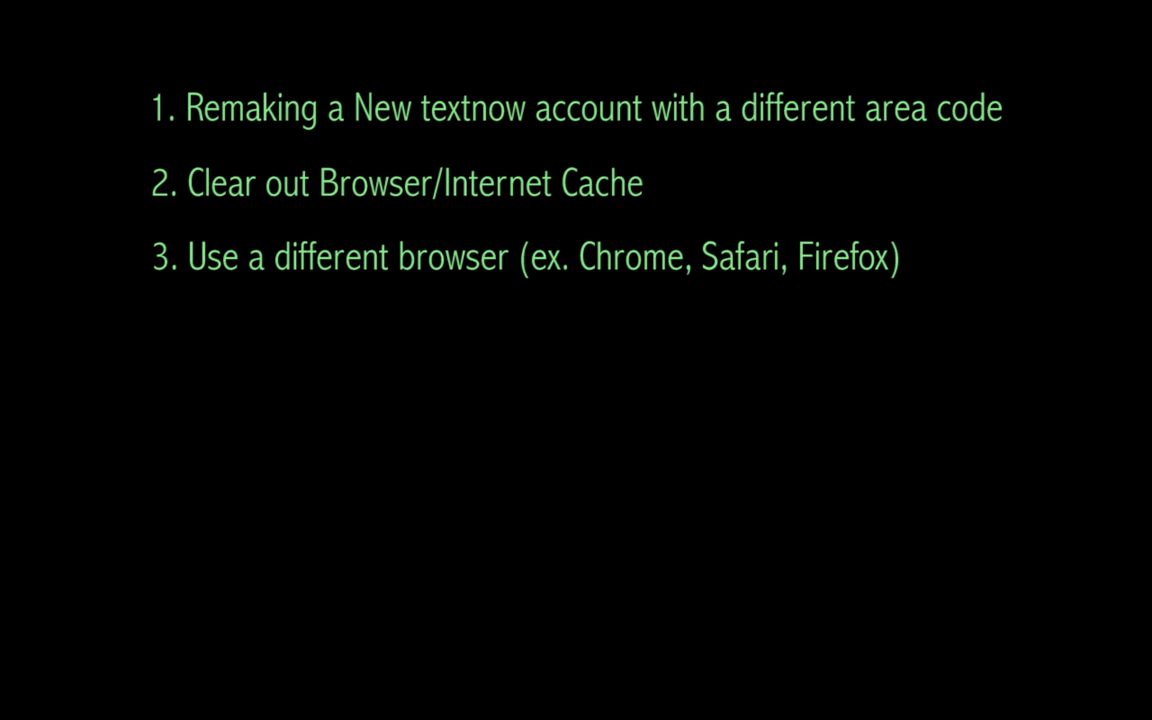 1. Remaking a New textnow account with a different area code
2. Clear out Browser/Internet Cache
3. Use a different browser (ex. Chrome, Safari, Firefox)